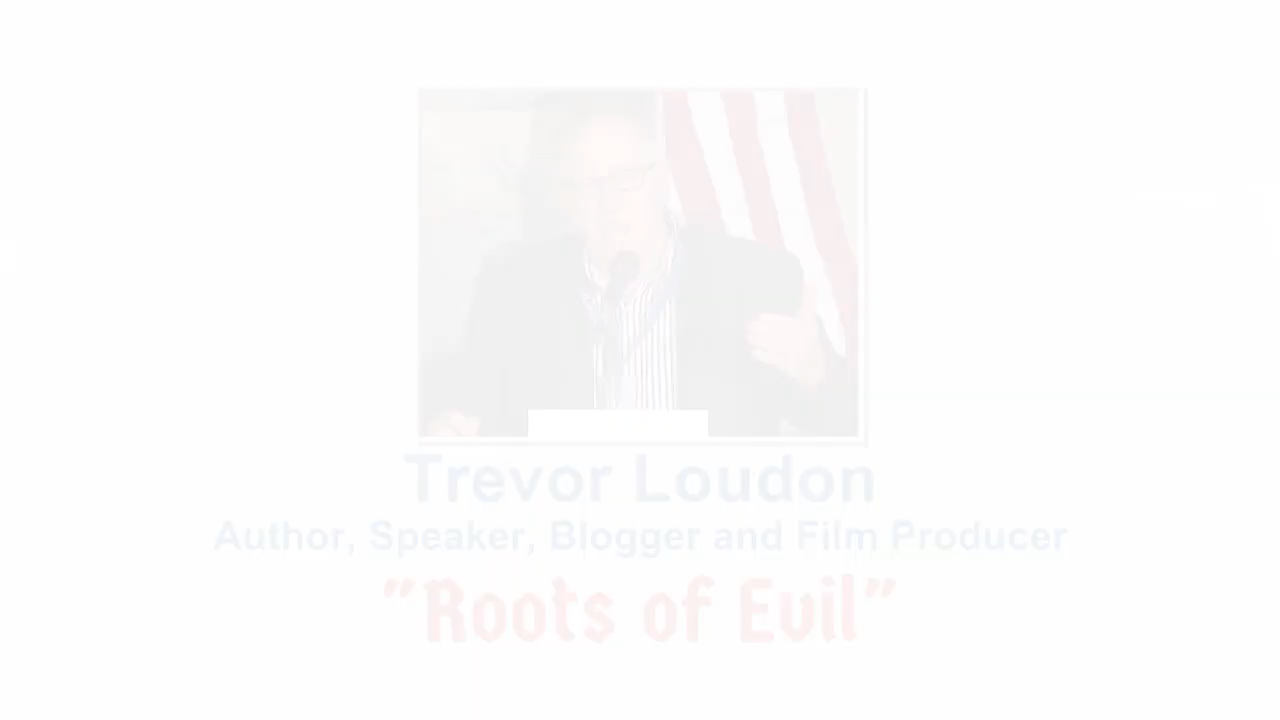 Trevor Loudon
Author, Speaker, Blogger and Film Producer
"Roots of Evil"